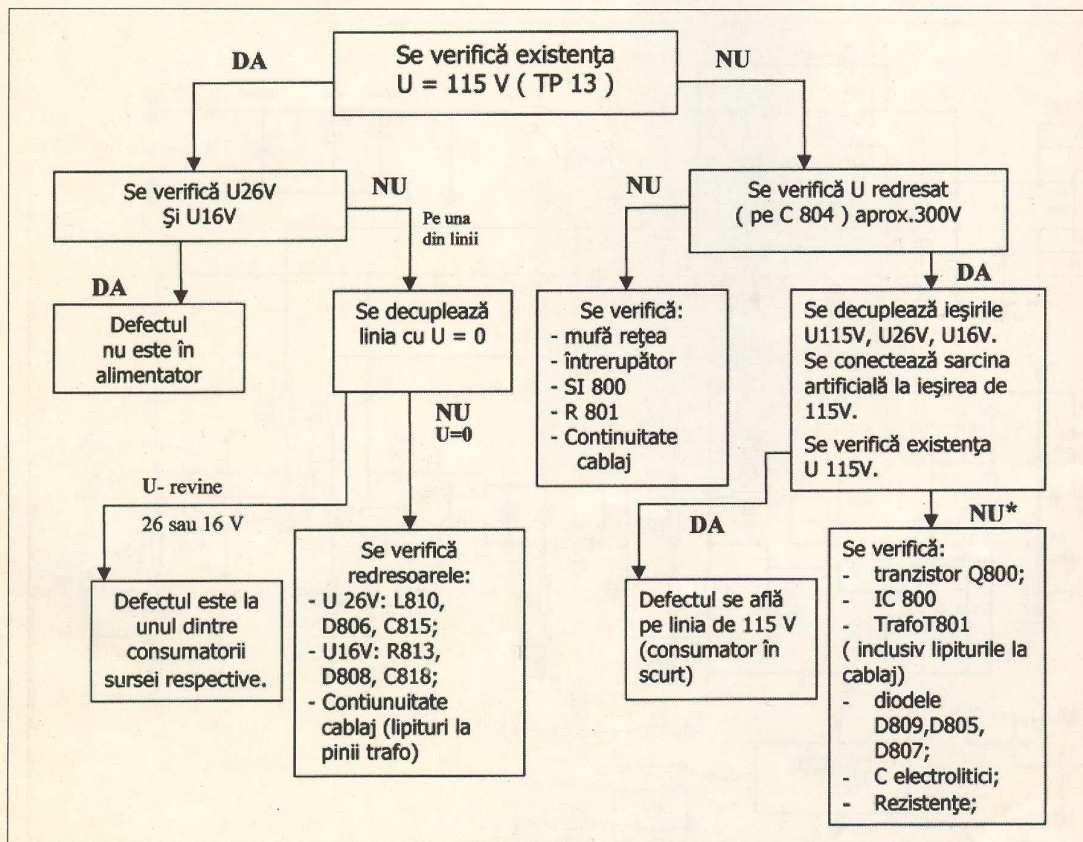 DA
Se verifică existenţa
U = 115 V ( TP 13 )
NU
Se verifică U26V
Şi U16V
NU
Pe una
din linii
NU
Se verifică U redresat
( pe C 804 ) aprox.300V
DA
Defectul
nu este în
alimentator
Se decuplează
linia cu U = 0
NU
U=0
Se verifică:
- mufă reţea
- întrerupător
- SI 800
- R 801
- Continuitate
cablaj
DA
Se decuplează ieşirile
U115V, U26V, U16V.
Se conectează sarcina
artificială la ieşirea de
115V.
Se verifică existenţa
U 115V.
U- revine
26 sau 16 V
Defectul este la
unul dintre
consumatorii
sursei respective.
Se verifică
redresoarele:
- U 26V: L810,
D806, C815;
- U16V: R813,
D808, C818;
- Contiunuitate
cablaj (lipituri la
pinii trafo)
DA
Defectul se află
pe linia de 115 V
(consumator în
scurt)
NU*
Se verifică:
- tranzistor Q800;
- IC 800
- TrafoT801
( inclusiv lipiturile la
cablaj)
- diodele
D809,D805,
D807;
- C electrolitici;
- Rezistenţe;